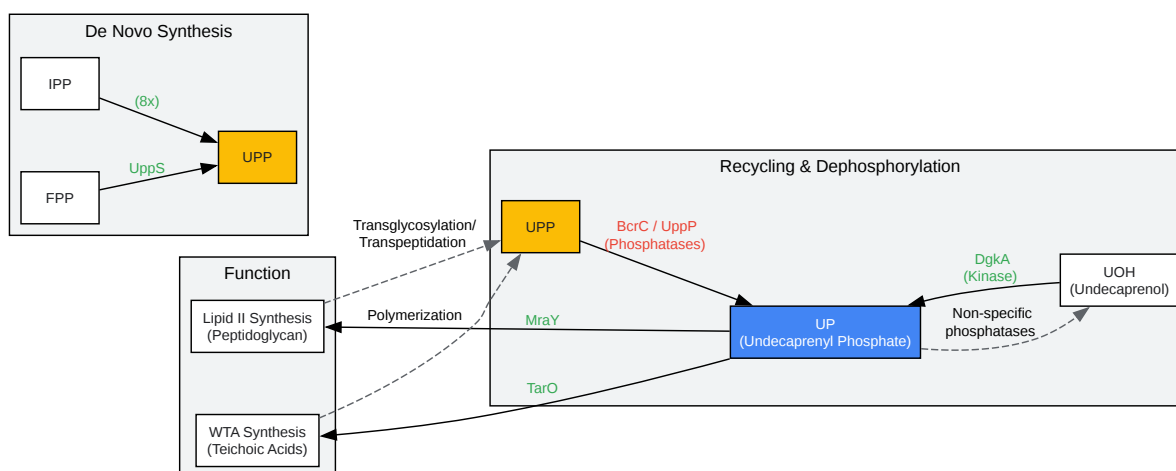 De Novo Synthesis
IPP
(8x)
UPP
UppS
FPP
Recycling & Dephosphorylation
UPP
BcrC / UppP
(Phosphatases)
DgkA
(Kinase)
UOH
(Undecaprenol)
Transglycosylation/
Transpeptidation
Function
Lipid II Synthesis
(Peptidoglycan)
Polymerization
MraY
UP
(Undecaprenyl Phosphate)
Non-specific
phosphatases
TarO
WTA Synthesis
(Teichoic Acids)